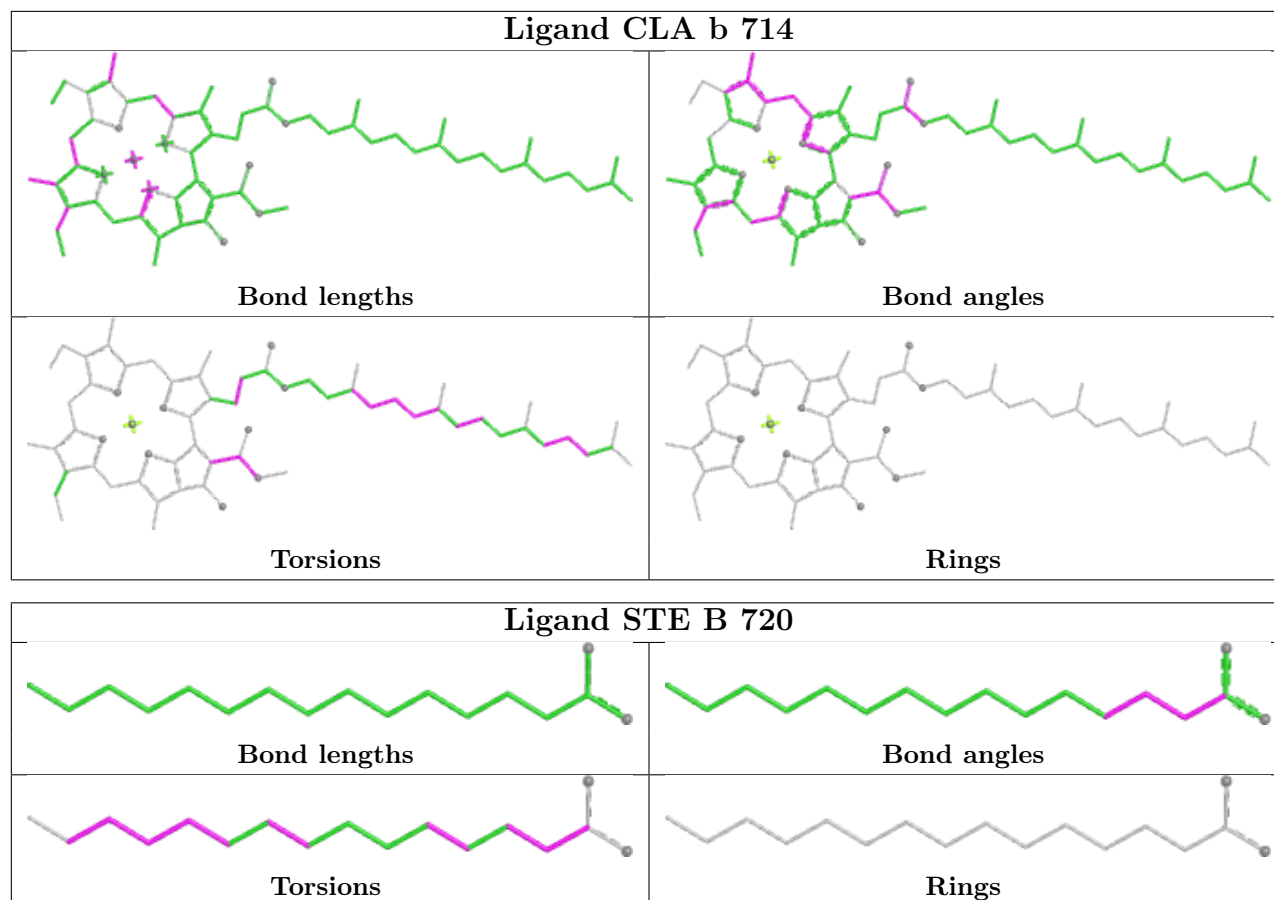 Ligand CLA b 714
Bond lengths
Bond angles
Torsions
Rings
Ligand STE B 720
Bond lengths
Bond angles
Torsions
Rings